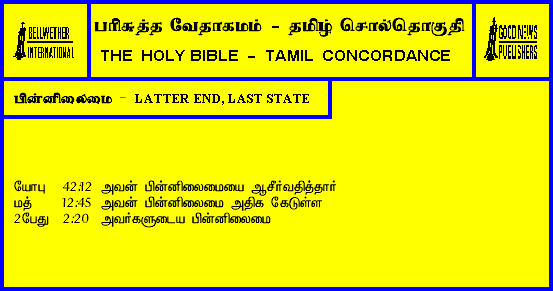 BELLWETHER
INTERNATIONAL
பரிசுத்த வேதாகமம் - தமிழ் சொல்தொகுதி
THE HOLY BIBLE - TAMIL CONCORDANCE
GOOD NEWS
PUBLISHERS
பின்னிலைமை - LATTER END, LAST STATE
யோபு 42:12 அவன் பின்னிலைமையை ஆசீர்வதித்தார்
மத் 12:45 அவன் பின்னிலைமை அதிக கேடுள்ள
2பேது 2:20 அவர்களுடைய பின்னிலைமை